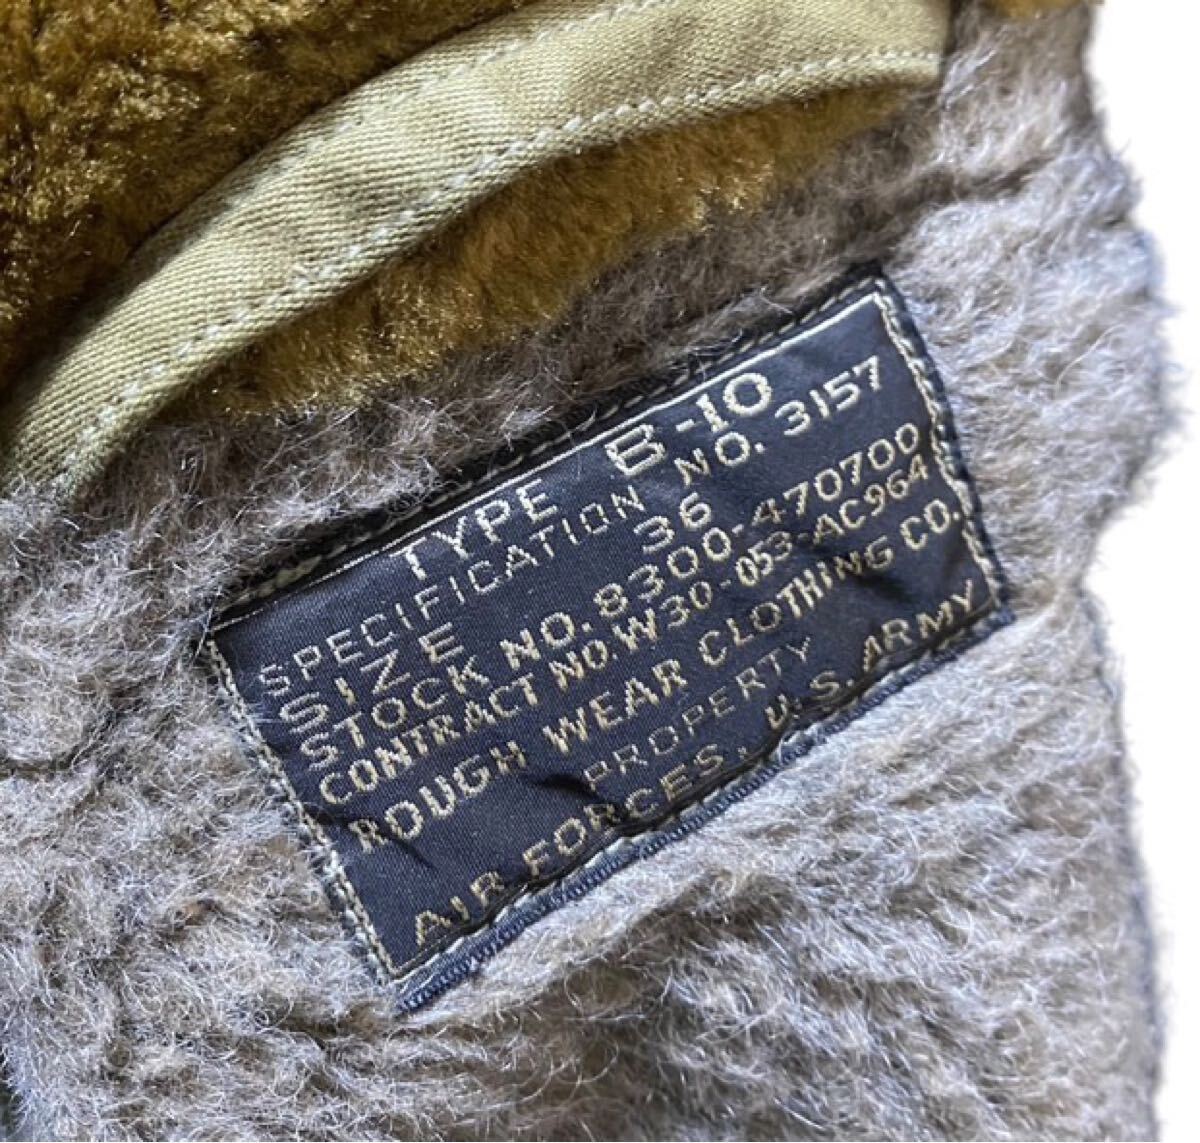 TYPE B-10
SPECIFICATION NO. 3157
SIZE 36
STOCK NO. 8300-470700
CONTRACT NO. W30-053-AC964
ROUGH WEAR CLOTHING CO.
PROPERTY
AIR FORCES, U.S. ARMY